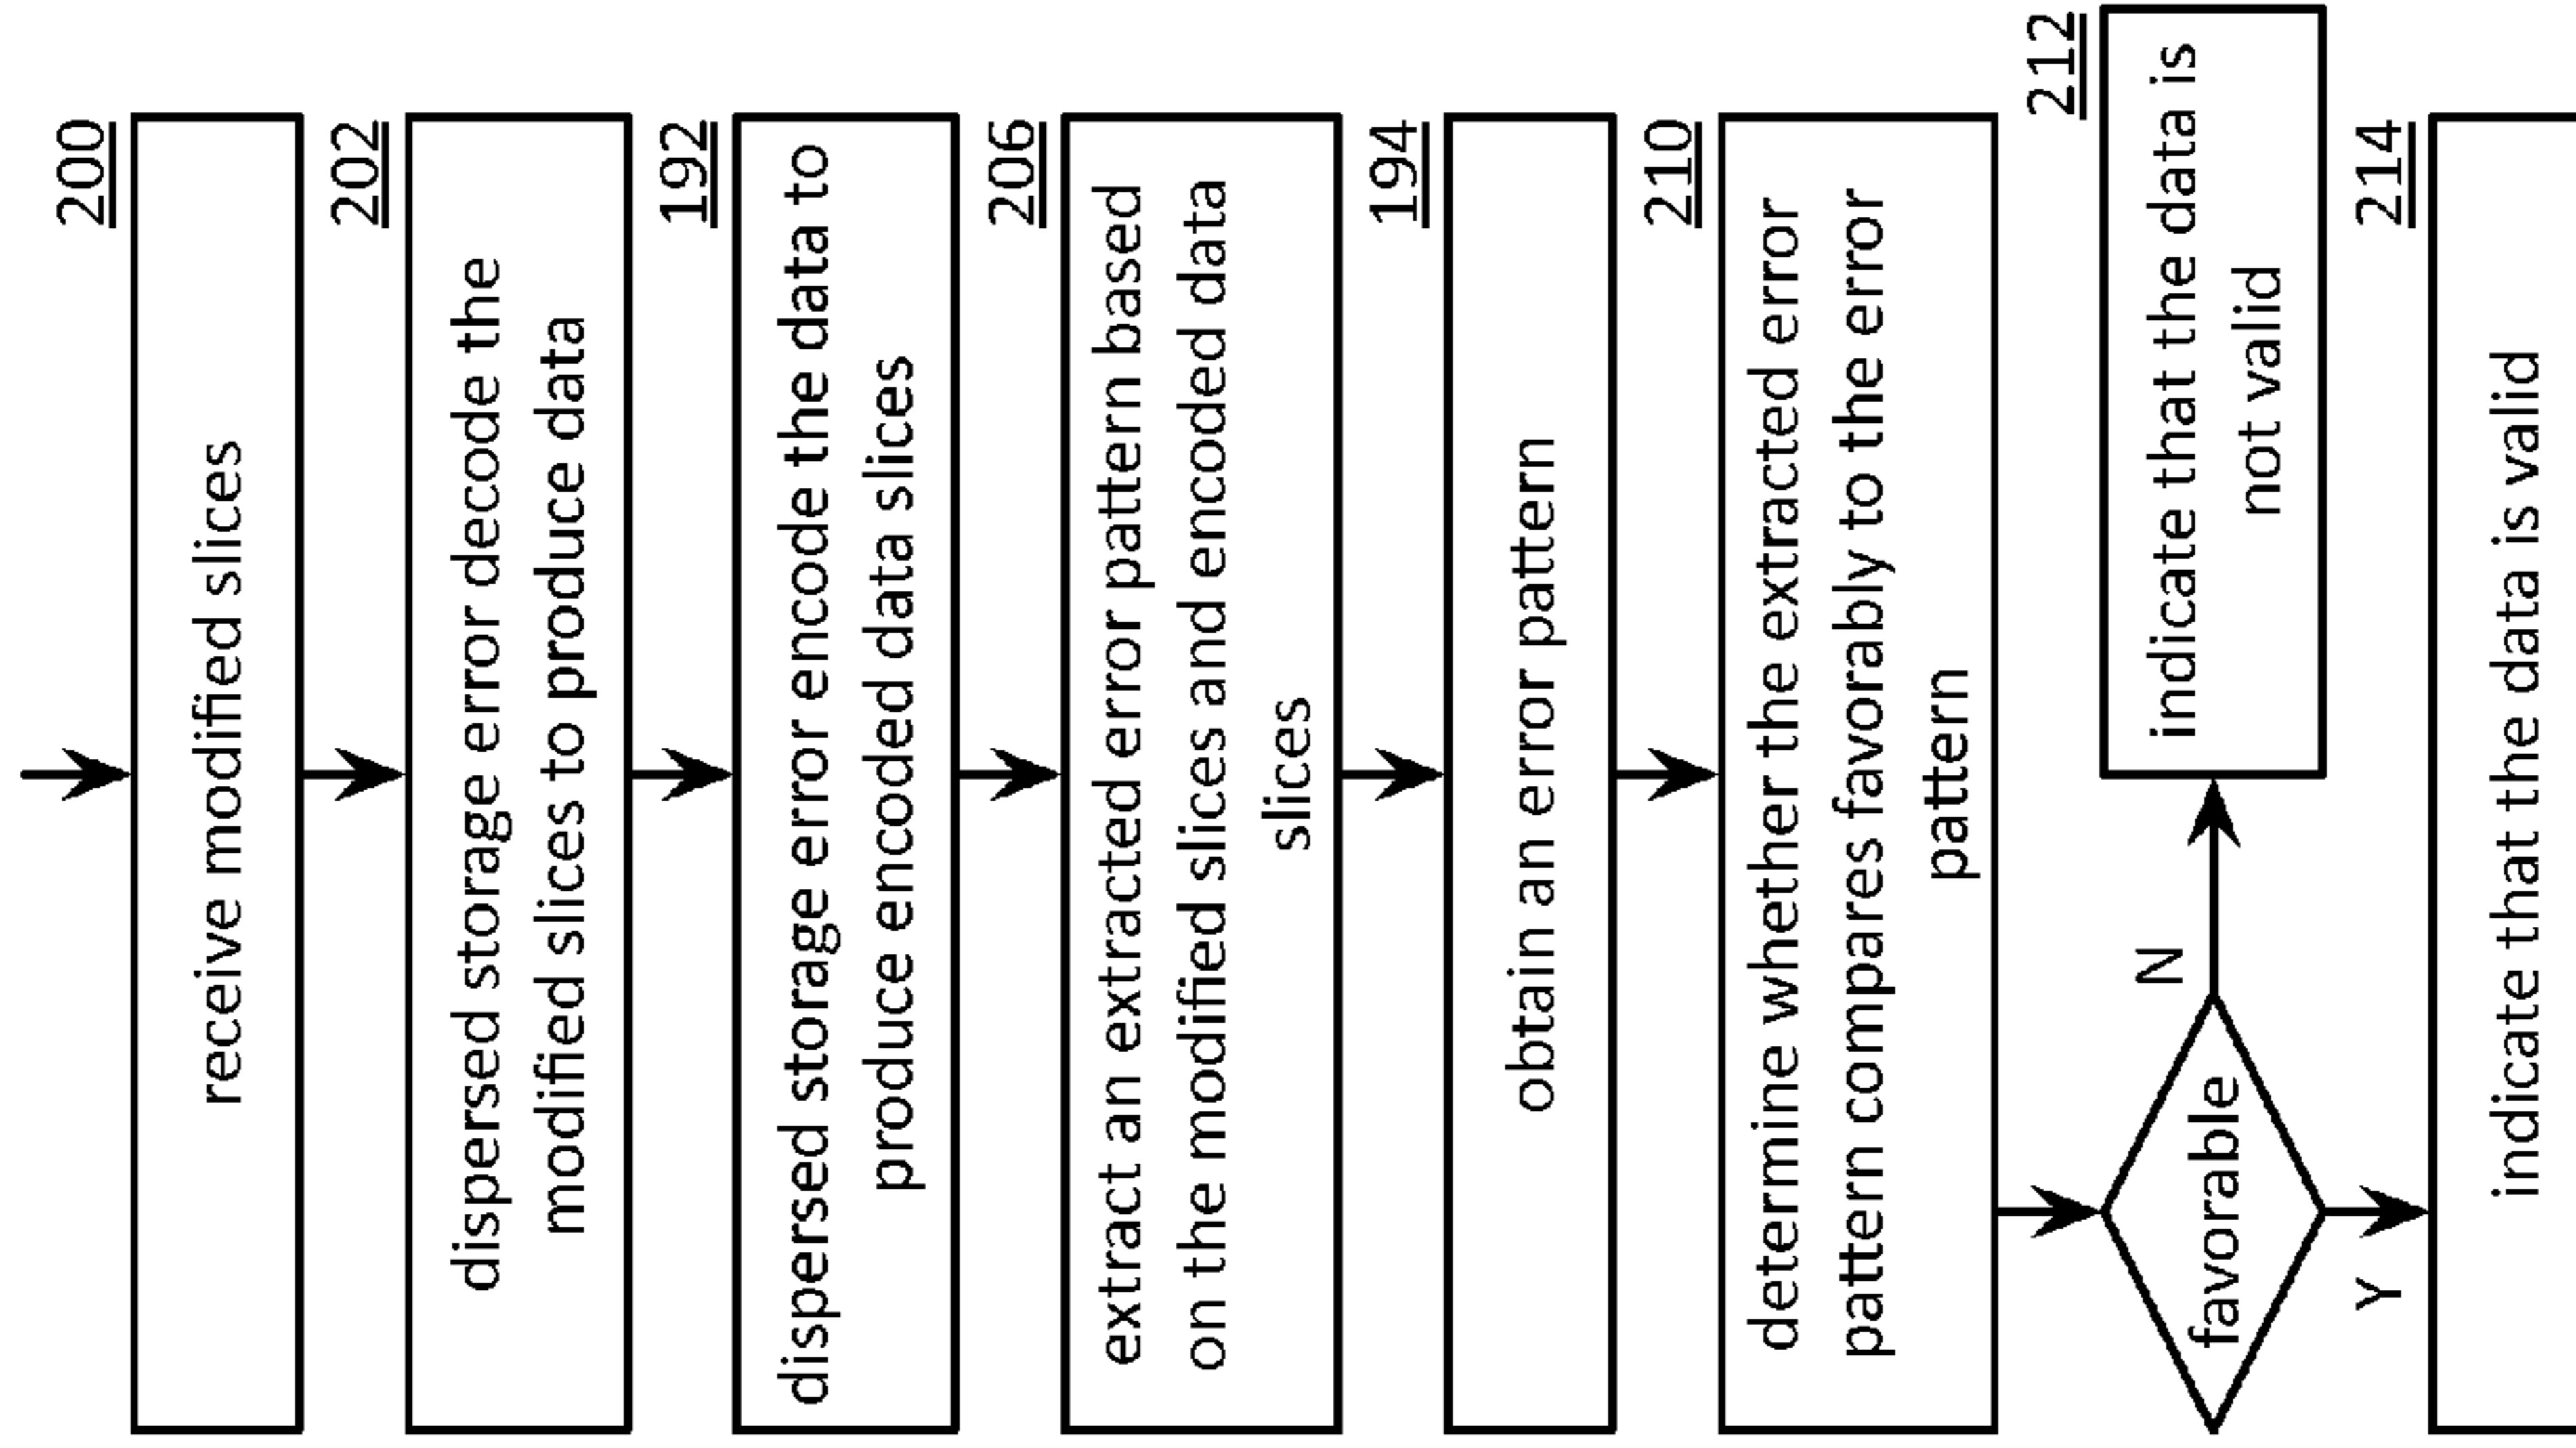 200
receive modified slices
202
dispersed storage error decode the
modified slices to produce data
192
dispersed storage error encode the data to
produce encoded data slices
206
extract an extracted error pattern based
on the modified slices and encoded data
slices
194
obtain an error pattern
210
determine whether the extracted error
pattern compares favorably to the error
pattern
favorable
N
212
indicate that the data is
not valid
Y
214
indicate that the data is valid